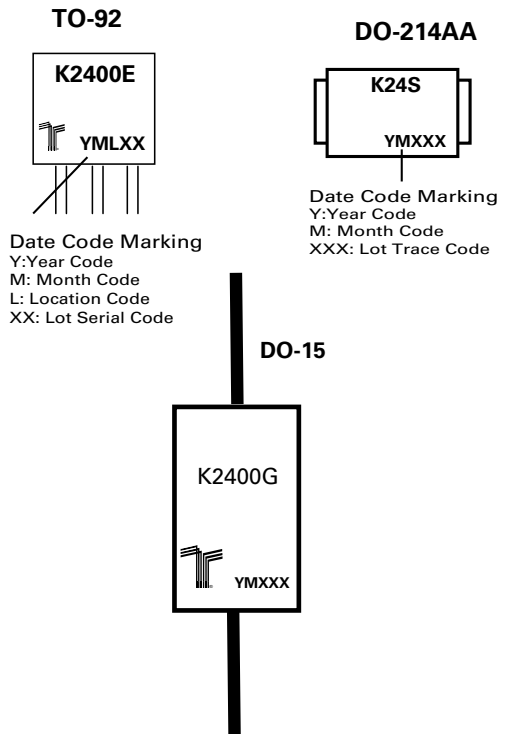 TO-92
K2400E
YMLXX
Date Code Marking
Y:Year Code
M: Month Code
L: Location Code
XX: Lot Serial Code
DO-214AA
K24S
YMXXX
Date Code Marking
Y:Year Code
M: Month Code
XXX: Lot Trace Code
DO-15
K2400G
YMXXX